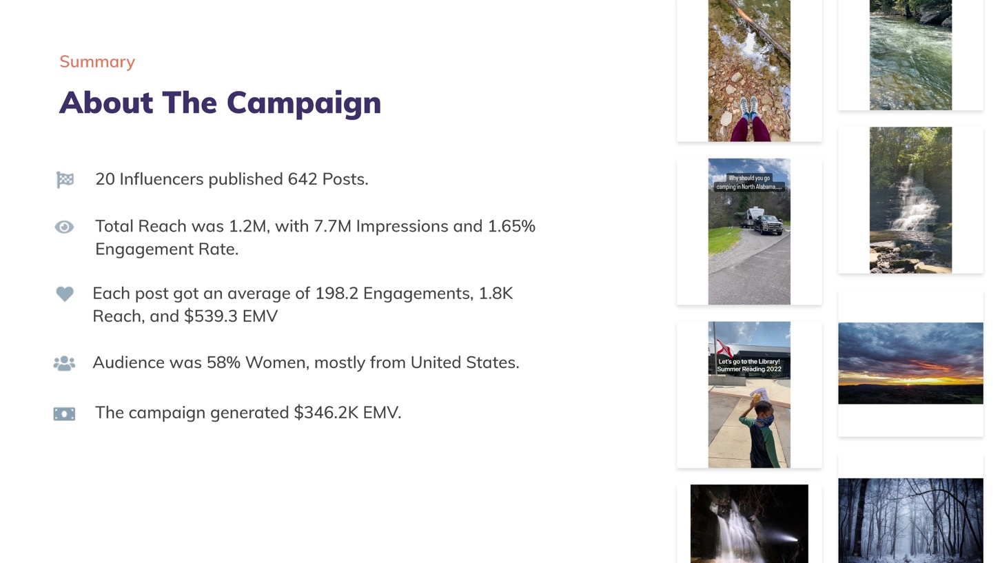 Summary
About The Campaign
20 Influencers published 642 Posts.
Total Reach was 1.2M, with 7.7M Impressions and 1.65%
Engagement Rate.
Each post got an average of 198.2 Engagements, 1.8K
Reach, and $539.3 EMV
Audience was 58% Women, mostly from United States.
The campaign generated $346.2K EMV.
Why should you go
camping in North Alabama.....
Let's go to the Library!
Summer Reading 2022